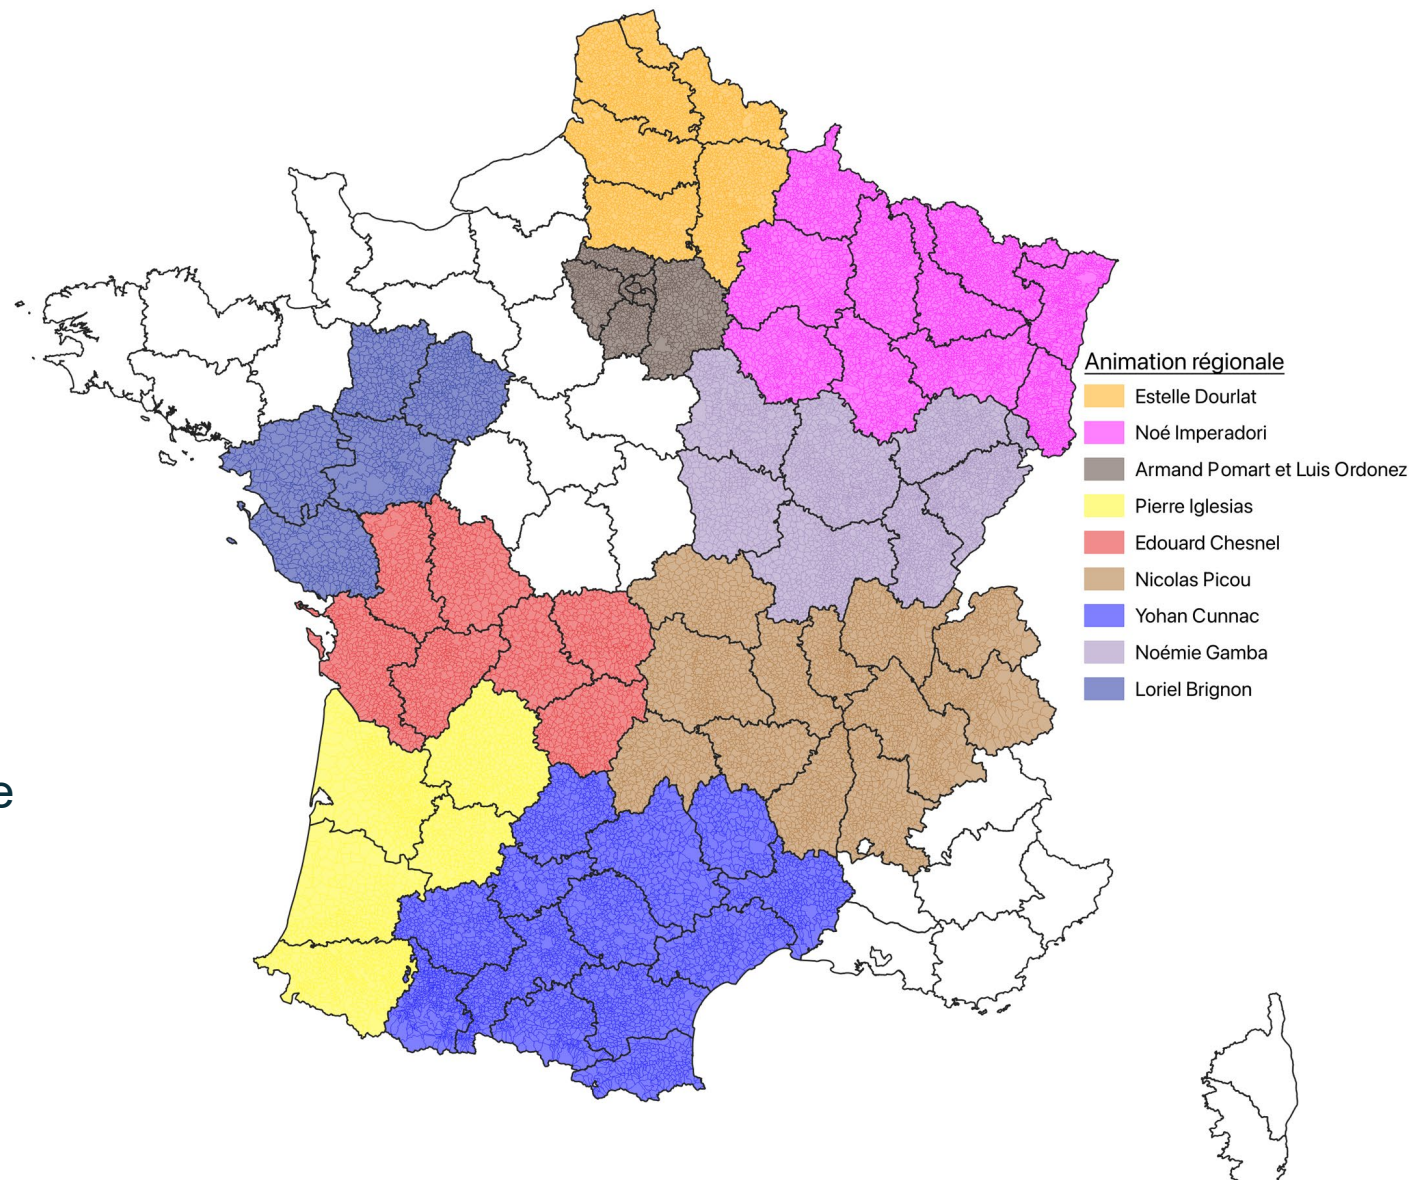 Animation régionale
Estelle Dourlat
Noé Imperadori
Armand Pomart et Luis Ordonez
Pierre Iglesias
Edouard Chesnel
Nicolas Picou
Yohan Cunnac
Noémie Gamba
Loriel Brignon
e